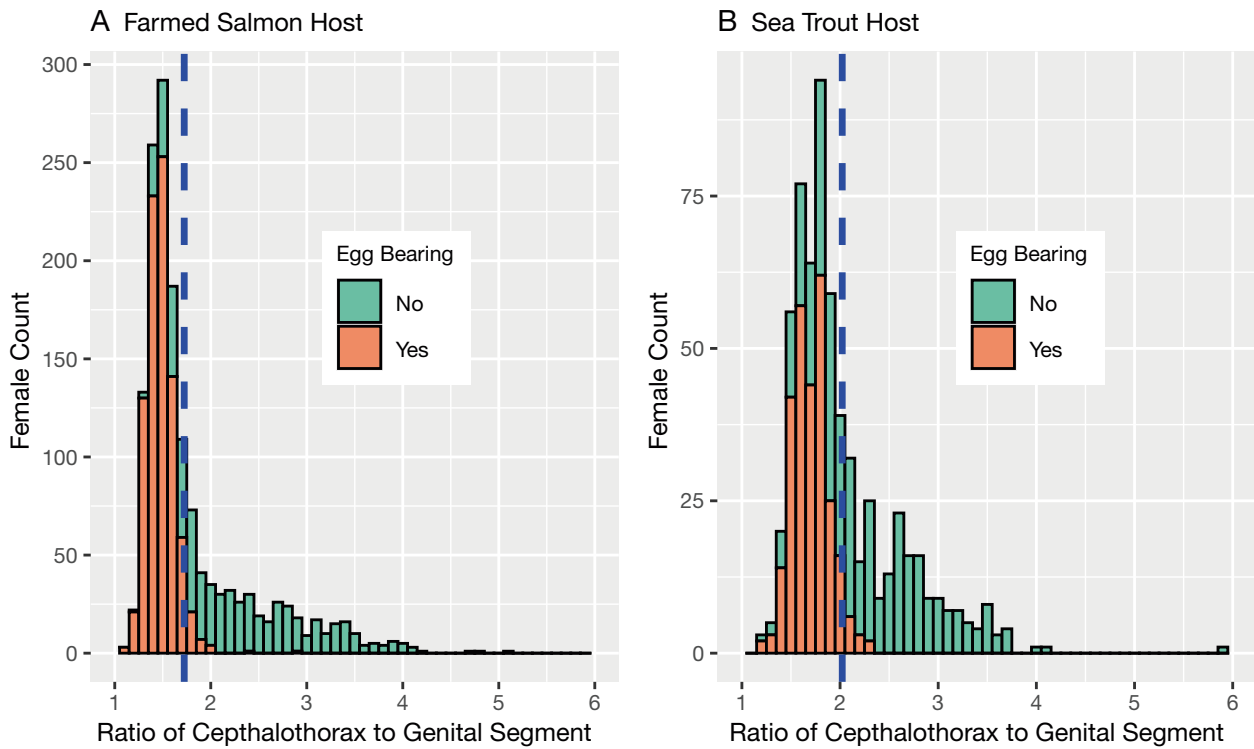 A Farmed Salmon Host
300
250
200
150
100
50
0
Female Count
Egg Bearing
No
Yes
1 2 3 4 5 6
Ratio of Cepthalothorax to Genital Segment
B Sea Trout Host
75
50
25
0
Female Count
Egg Bearing
No
Yes
1 2 3 4 5 6
Ratio of Cepthalothorax to Genital Segment